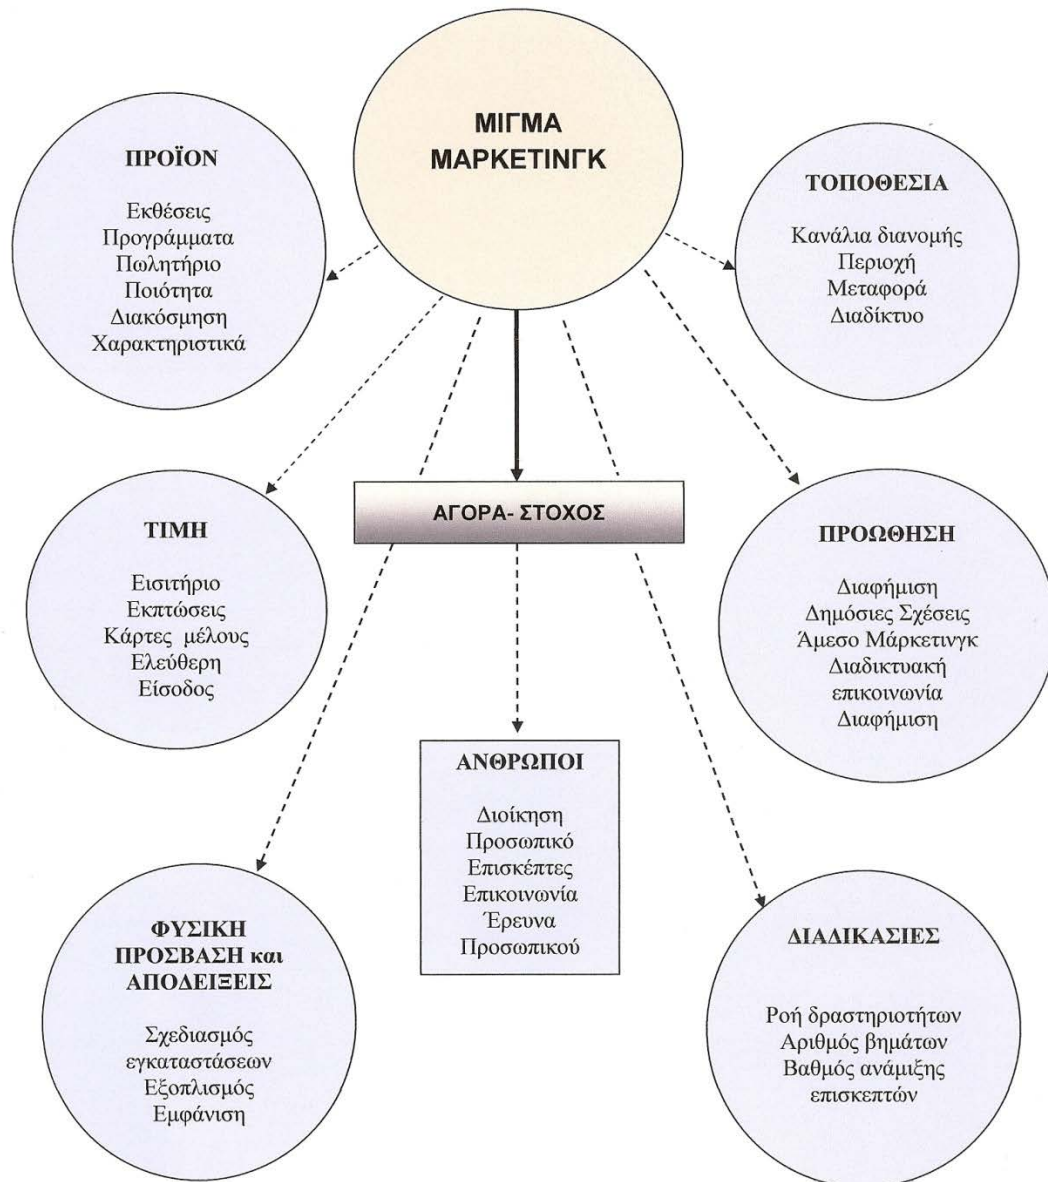 ΜΙΓΜΑ
ΜΑΡΚΕΤΙΝΓΚ
ΠΡΟΪΟΝ
Εκθέσεις
Προγράμματα
Πωλητήριο
Ποιότητα
Διακόσμηση
Χαρακτηριστικά
ΤΟΠΟΘΕΣΙΑ
Κανάλια διανομής
Περιοχή
Μεταφορά
Διαδίκτυο
ΤΙΜΗ
Εισιτήριο
Εκπτώσεις
Κάρτες μέλους
Ελεύθερη
Είσοδος
ΑΓΟΡΑ- ΣΤΟΧΟΣ
ΠΡΟΩΘΗΣΗ
Διαφήμιση
Δημόσιες Σχέσεις
Άμεσο Μάρκετινγκ
Διαδικτυακή
επικοινωνία
Διαφήμιση
ΑΝΘΡΩΠΟΙ
Διοίκηση
Προσωπικό
Επισκέπτες
Επικοινωνία
Έρευνα
Προσωπικού
ΦΥΣΙΚΗ
ΠΡΟΣΒΑΣΗ και
ΑΠΟΔΕΙΞΕΙΣ
Σχεδιασμός
εγκαταστάσεων
Εξοπλισμός
Εμφάνιση
ΔΙΑΔΙΚΑΣΙΕΣ
Ροή δραστηριοτήτων
Αριθμός βημάτων
Βαθμός ανάμιξης
επισκεπτών